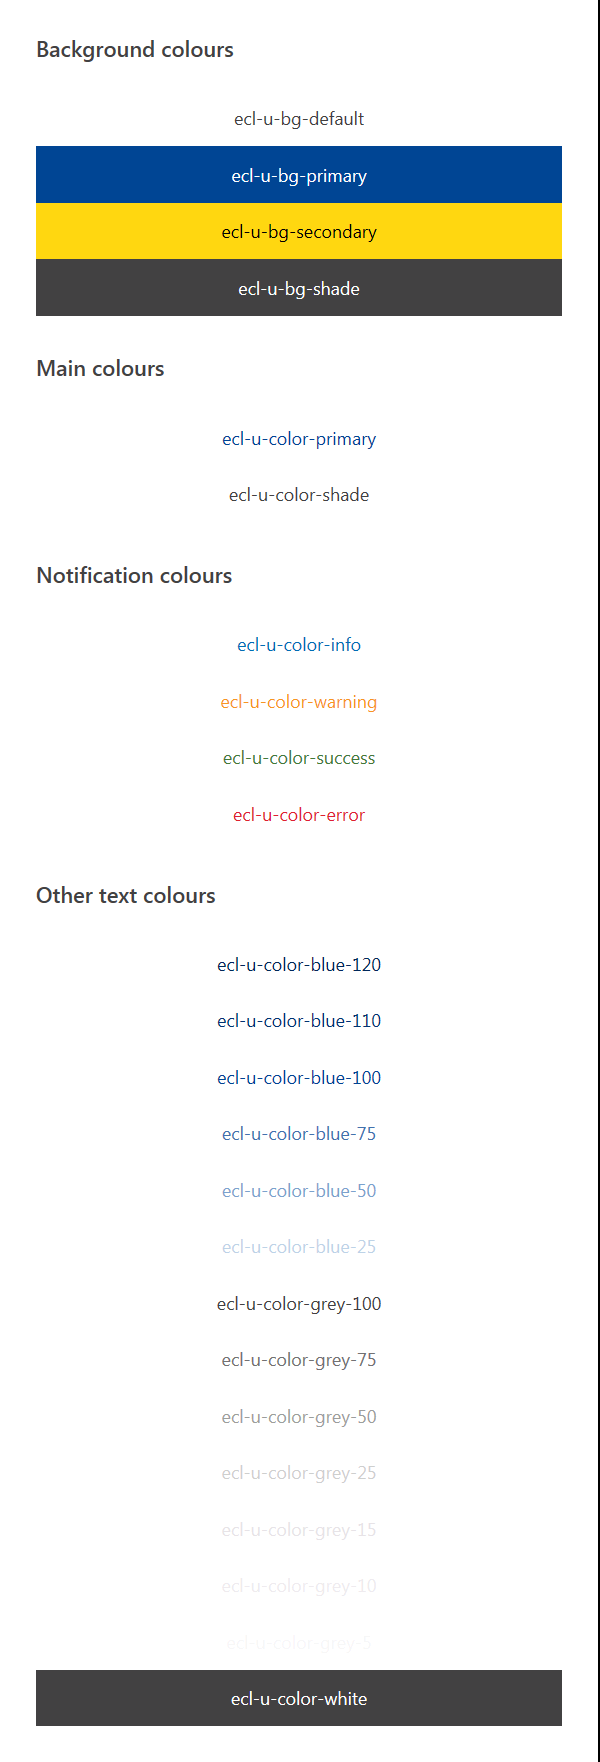 Background colours
ecl-u-bg-default
ecl-u-bg-primary
ecl-u-bg-secondary
ecl-u-bg-shade
Main colours
ecl-u-color-primary
ecl-u-color-shade
Notification colours
ecl-u-color-info
ecl-u-color-warning
ecl-u-color-success
ecl-u-color-error
Other text colours
ecl-u-color-blue-120
ecl-u-color-blue-110
ecl-u-color-blue-100
ecl-u-color-blue-75
ecl-u-color-blue-50
ecl-u-color-blue-25
ecl-u-color-grey-100
ecl-u-color-grey-75
ecl-u-color-grey-50
ecl-u-color-grey-25
ecl-u-color-grey-15
ecl-u-color-grey-10
ecl-u-color-grey-5
ecl-u-color-white